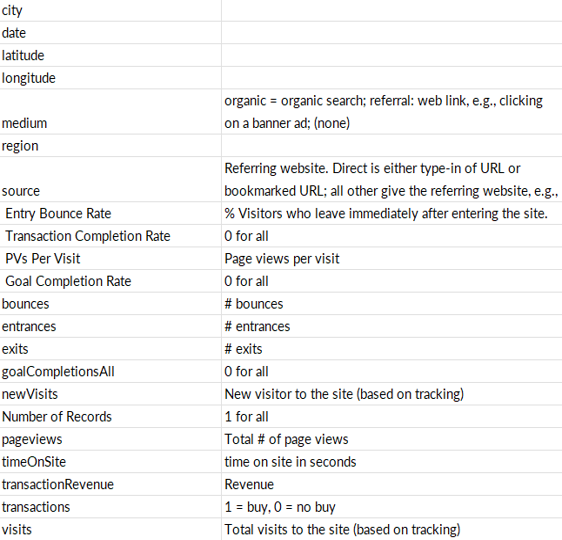 city
date
latitude
longitude
organic = organic search; referral: web link, e.g., clicking
medium on a banner ad; (none)
region
Referring website. Direct is either type-in of URL or
source bookmarked URL; all other give the referring website, e.g.,
Entry Bounce Rate % Visitors who leave immediately after entering the site.
Transaction Completion Rate 0 for all
PVs Per Visit Page views per visit
Goal Completion Rate 0 for all
bounces # bounces
entrances # entrances
exits # exits
goalCompletionsAll 0 for all
newVisits New visitor to the site (based on tracking)
Number of Records 1 for all
pageviews Total # of page views
timeOnSite time on site in seconds
transactionRevenue Revenue
transactions 1 = buy, 0 = no buy
visits Total visits to the site (based on tracking)